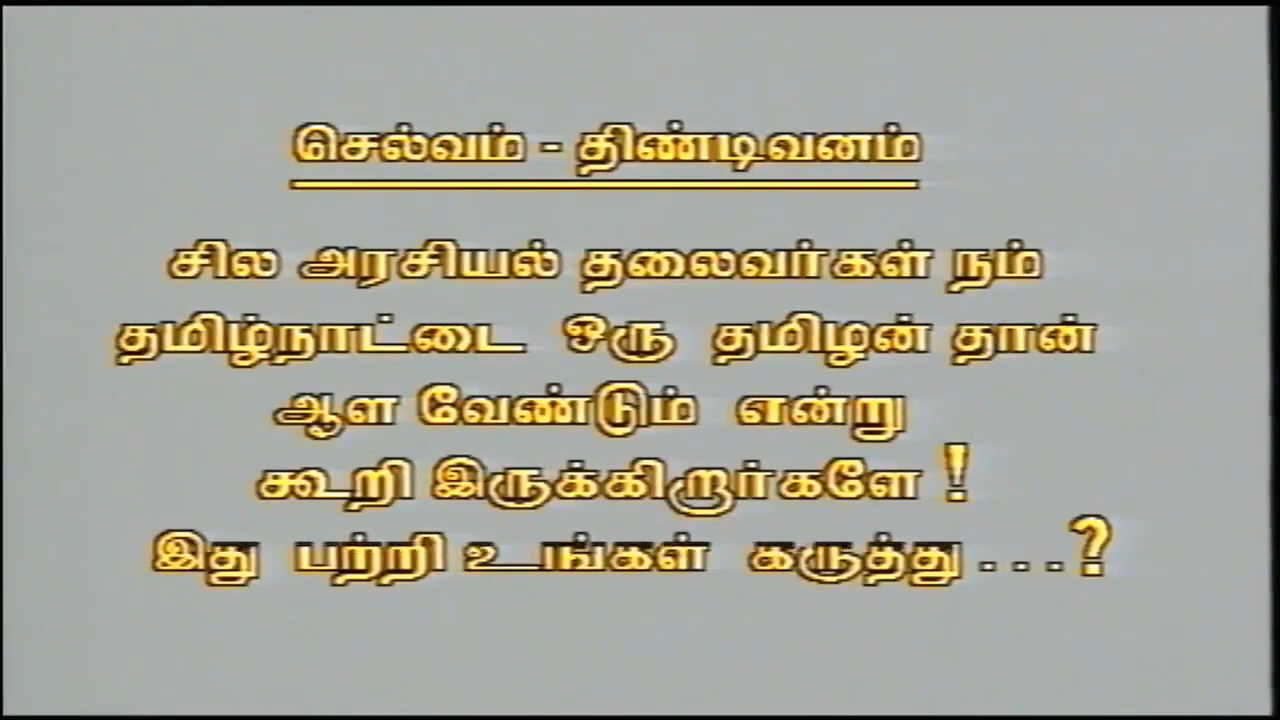 செல்வம் - திண்டிவனம்
சில அரசியல் தலைவர்கள் நம்
தமிழ்நாட்டை ஒரு தமிழன் தான்
ஆள வேண்டும் என்று
கூறி இருக்கிறார்களே !
இது பற்றி உங்கள் கருத்து . . . ?